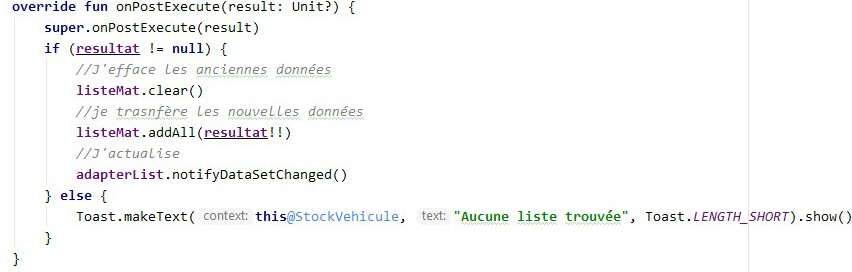 override fun onPostExecute(result: Unit?) {
super.onPostExecute(result)
if (resultat != null) {
//J'efface les anciennes données
listeMat.clear()
//je trasnfère les nouvelles données
listeMat.addAll(resultat!!)
//J'actualise
adapterList.notifyDataSetChanged()
} else {
Toast.makeText( context: this@StockVehicule, text: "Aucune liste trouvée", Toast.LENGTH_SHORT).show()
}
}